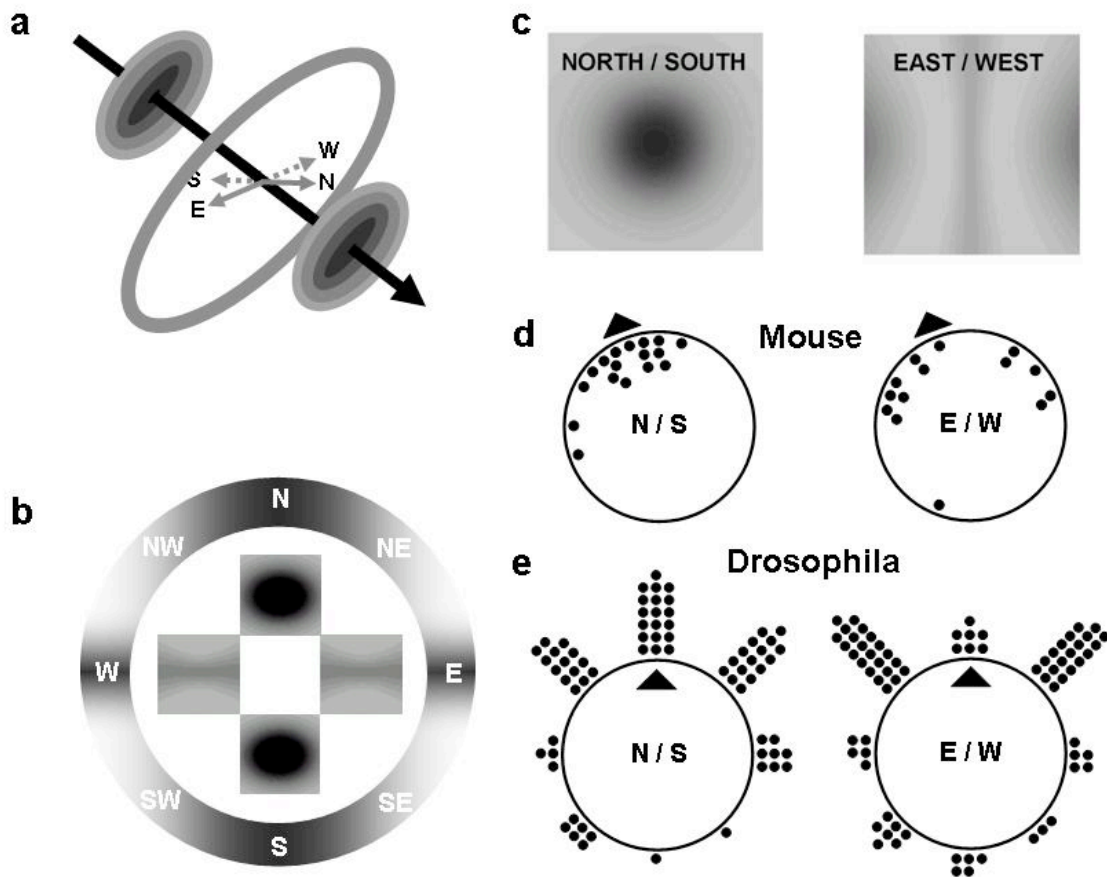 a
W
S
N
E
b
N
NW
NE
W
E
SW
SE
S
c
NORTH / SOUTH
EAST / WEST
d
Mouse
N / S
E / W
e
Drosophila
N / S
E / W